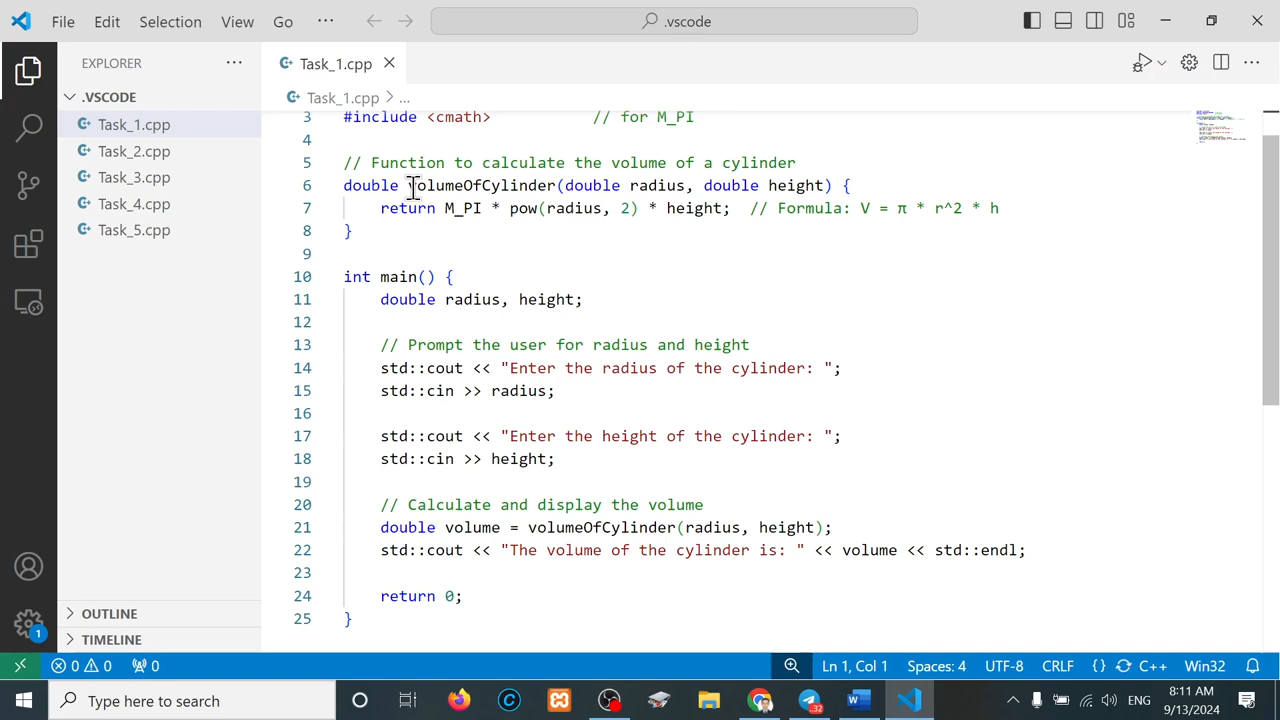 File Edit Selection View Go ··· .vscode
EXPLORER ···
Task_1.cpp
.VSCODE
Task_1.cpp > ...
Task_1.cpp
Task_2.cpp
Task_3.cpp
Task_4.cpp
Task_5.cpp
3 #include <cmath> // for M_PI
4
5 // Function to calculate the volume of a cylinder
6 double volumeOfCylinder(double radius, double height) {
7 return M_PI * pow(radius, 2) * height; // Formula: V = π * r^2 * h
8 }
9
10 int main() {
11 double radius, height;
12
13 // Prompt the user for radius and height
14 std::cout << "Enter the radius of the cylinder: ";
15 std::cin >> radius;
16
17 std::cout << "Enter the height of the cylinder: ";
18 std::cin >> height;
19
20 // Calculate and display the volume
21 double volume = volumeOfCylinder(radius, height);
22 std::cout << "The volume of the cylinder is: " << volume << std::endl;
23
24 return 0;
25 }
OUTLINE
TIMELINE
1
0 0 0 Ln 1, Col 1 Spaces: 4 UTF-8 CRLF {} C++ Win32
Type here to search
32
ENG
8:11 AM
9/13/2024